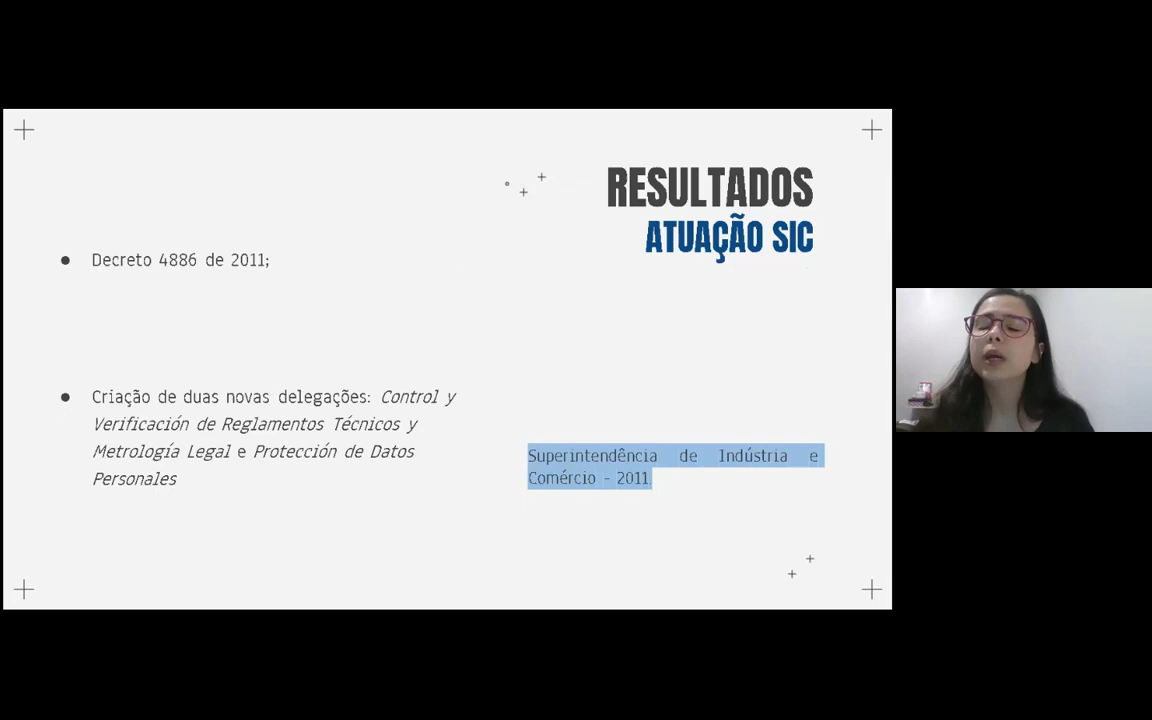 RESULTADOS
ATUAÇÃO SIC
● Decreto 4886 de 2011;
● Criação de duas novas delegações: Control y
Verificación de Reglamentos Técnicos y
Metrología Legal e Protección de Datos
Personales
Superintendência de Indústria e
Comércio - 2011.